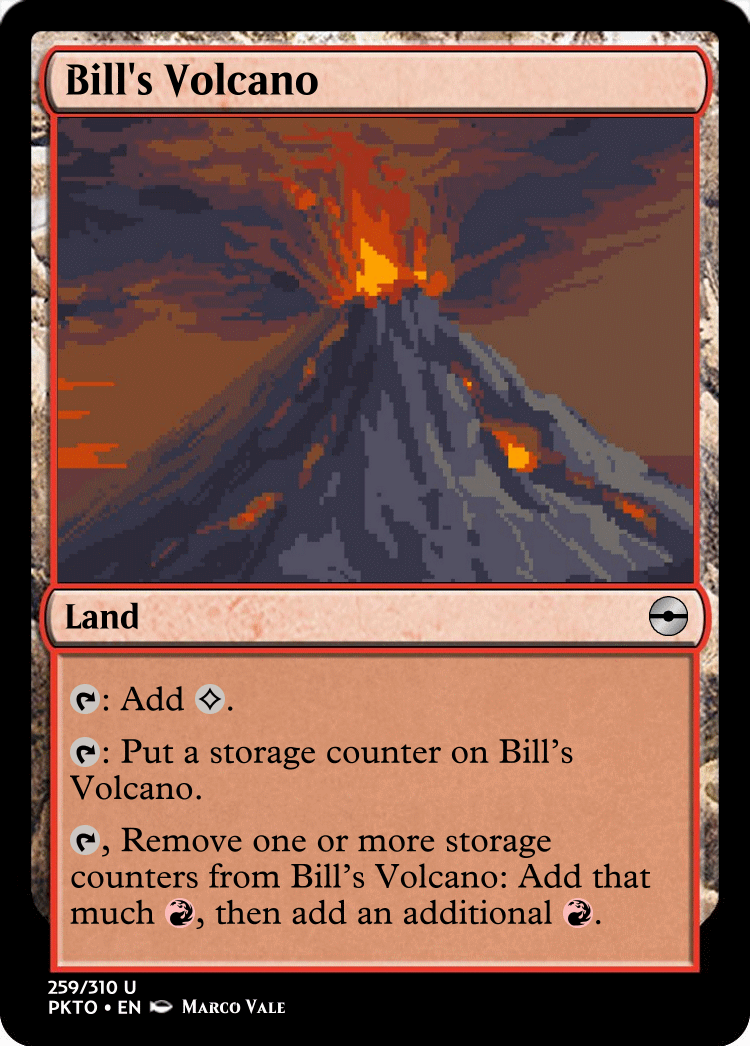 Bill's Volcano
Land
: Add .
: Put a storage counter on Bill's
Volcano.
, Remove one or more storage
counters from Bill's Volcano: Add that
much , then add an additional .
259/310 U
PKTO • EN Marco Vale